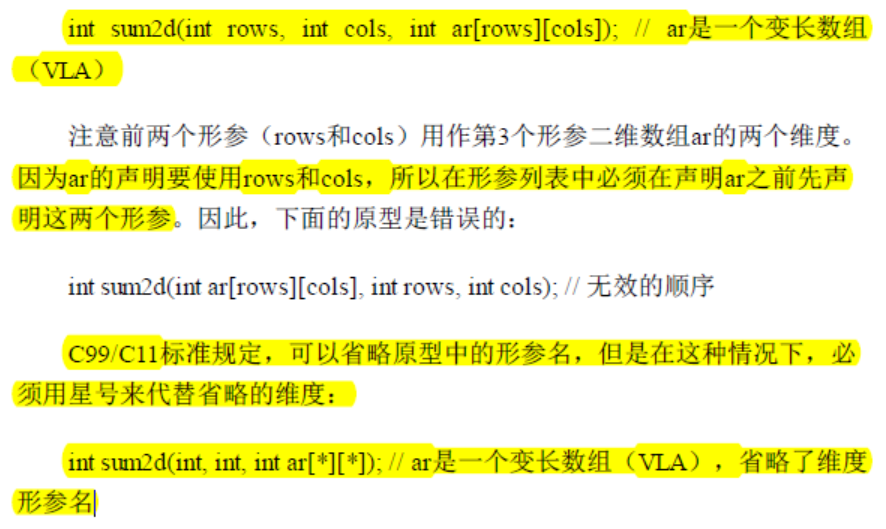 int sum2d(int rows, int cols, int ar[rows][cols]); // ar是一个变长数组
（VLA）
注意前两个形参（rows和cols）用作第3个形参二维数组ar的两个维度。
因为ar的声明要使用rows和cols，所以在形参列表中必须在声明ar之前先声
明这两个形参。因此，下面的原型是错误的：
int sum2d(int ar[rows][cols], int rows, int cols); // 无效的顺序
C99/C11标准规定，可以省略原型中的形参名，但是在这种情况下，必
须用星号来代替省略的维度：
int sum2d(int, int, int ar[*][*]); // ar是一个变长数组（VLA），省略了维度
形参名